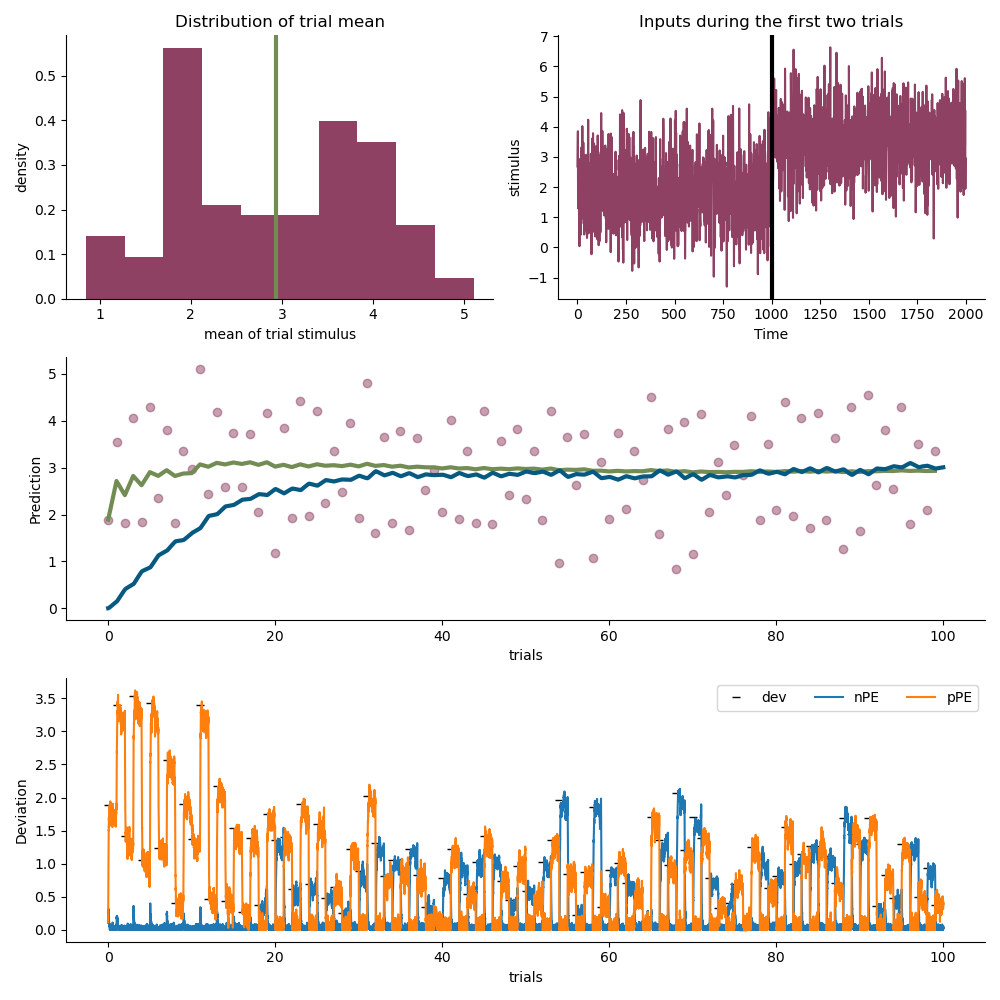 Distribution of trial mean
density
0.0
0.1
0.2
0.3
0.4
0.5
1 2 3 4 5
mean of trial stimulus
Inputs during the first two trials
stimulus
7
6
5
4
3
2
1
0
−1
0 250 500 750 1000 1250 1500 1750 2000
Time
Prediction
5
4
3
2
1
0
0 20 40 60 80 100
trials
Deviation
3.5
3.0
2.5
2.0
1.5
1.0
0.5
0.0
dev nPE pPE
0 20 40 60 80 100
trials